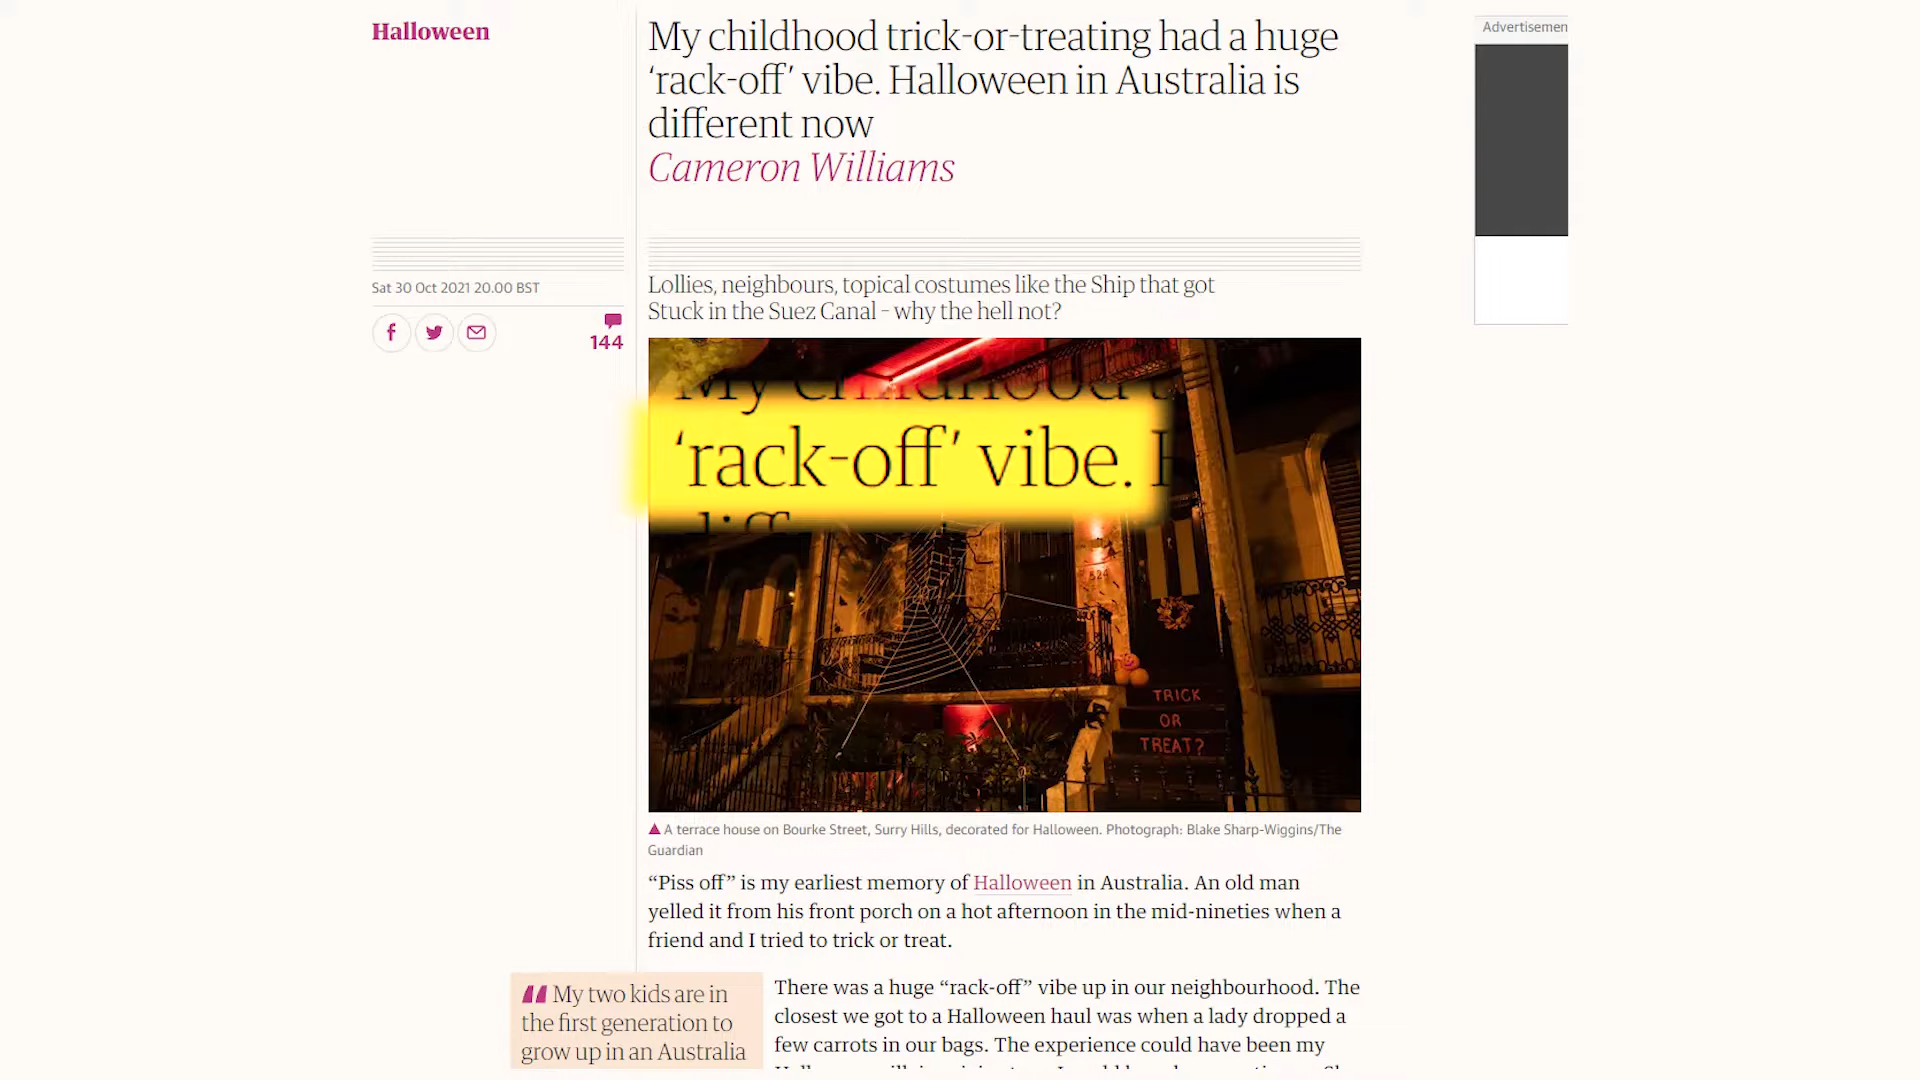 Halloween
My childhood trick-or-treating had a huge
‘rack-off’ vibe. Halloween in Australia is
different now
Cameron Williams
Advertisemen
Sat 30 Oct 2021 20.00 BST
144
Lollies, neighbours, topical costumes like the Ship that got
Stuck in the Suez Canal – why the hell not?
My childhood
‘rack-off’ vibe. H
524
TRICK
OR
TREAT?
A terrace house on Bourke Street, Surry Hills, decorated for Halloween. Photograph: Blake Sharp-Wiggins/The
Guardian
“Piss off” is my earliest memory of Halloween in Australia. An old man
yelled it from his front porch on a hot afternoon in the mid-nineties when a
friend and I tried to trick or treat.
My two kids are in
the first generation to
grow up in an Australia
There was a huge “rack-off” vibe up in our neighbourhood. The
closest we got to a Halloween haul was when a lady dropped a
few carrots in our bags. The experience could have been my